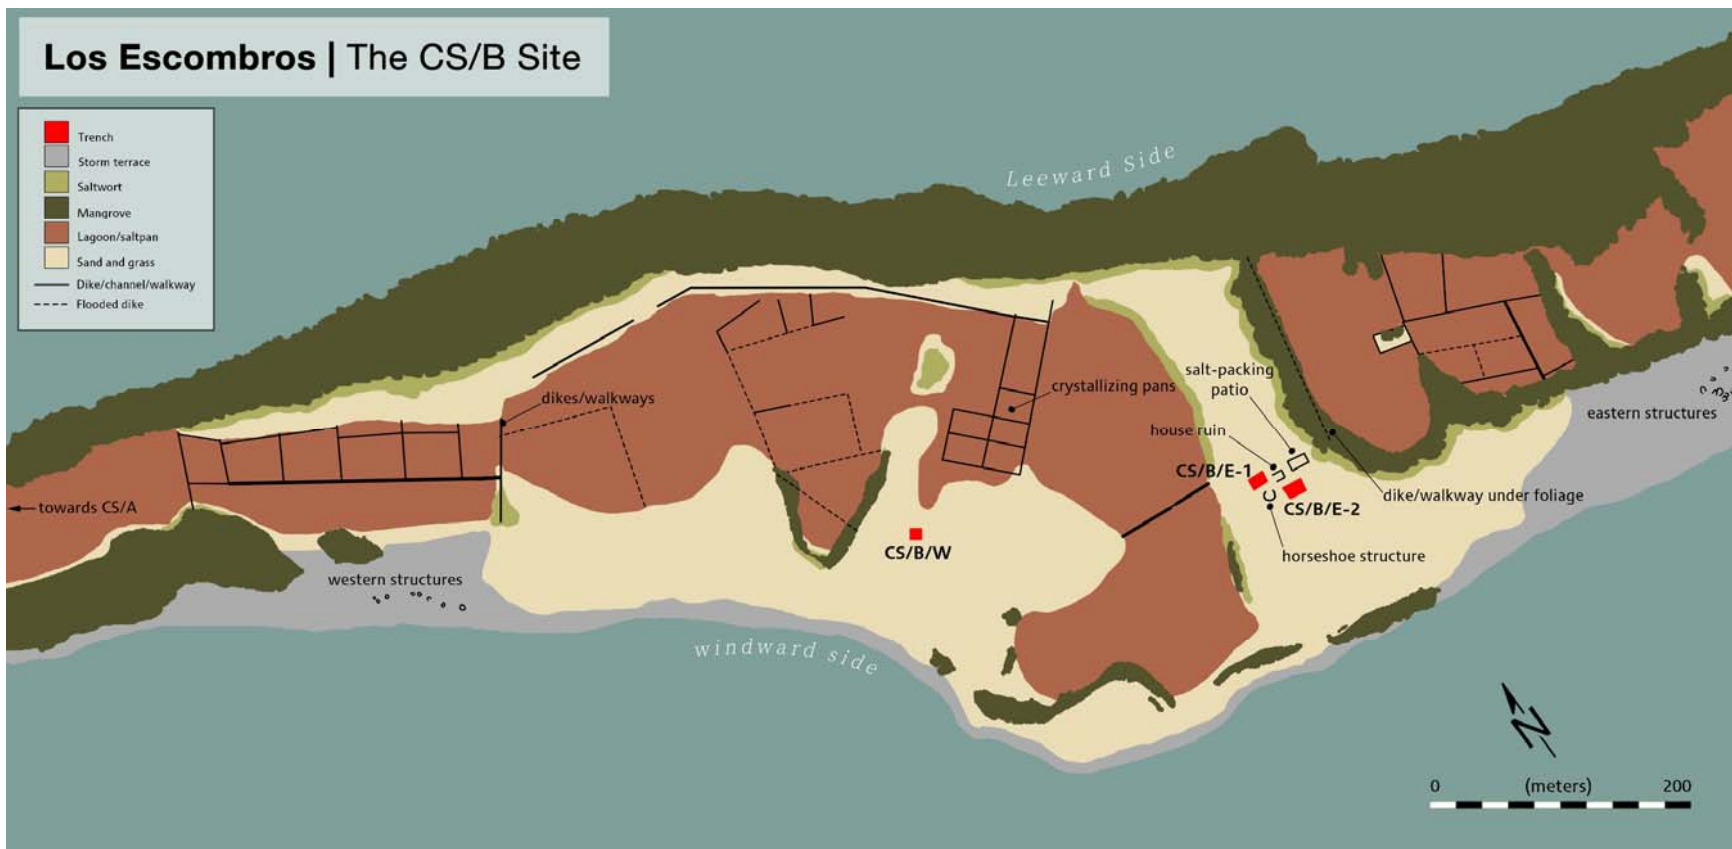 Los Escombros | The CS/B Site
Trench
Storm terrace
Saltwort
Mangrove
Lagoon/saltpan
Sand and grass
Dike/channel/walkway
Flooded dike
Leeward Side
salt-packing
patio
dikes/walkways
crystallizing pans
eastern structures
house ruin
CS/B/E-1
towards CS/A
dike/walkway under foliage
CS/B/E-2
CS/B/W
horseshoe structure
western structures
windward side
N
0 (meters) 200